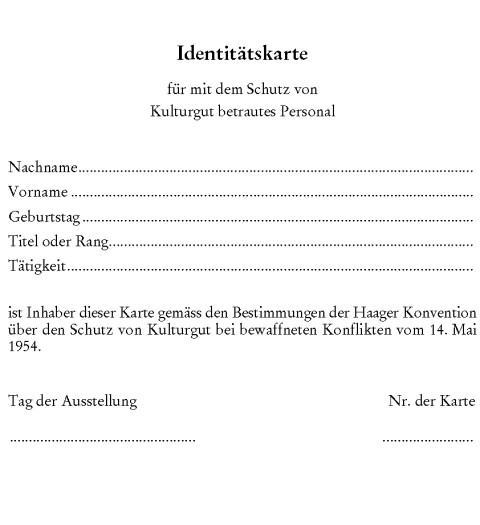 Identitätskarte
für mit dem Schutz von
Kulturgut betrautes Personal
Nachname................................................................................................
Vorname ..................................................................................................
Geburtstag ...............................................................................................
Titel oder Rang.........................................................................................
Tätigkeit...................................................................................................
ist Inhaber dieser Karte gemäss den Bestimmungen der Haager Konvention
über den Schutz von Kulturgut bei bewaffneten Konflikten vom 14. Mai
1954.
Tag der Ausstellung Nr. der Karte
................................................. ........................